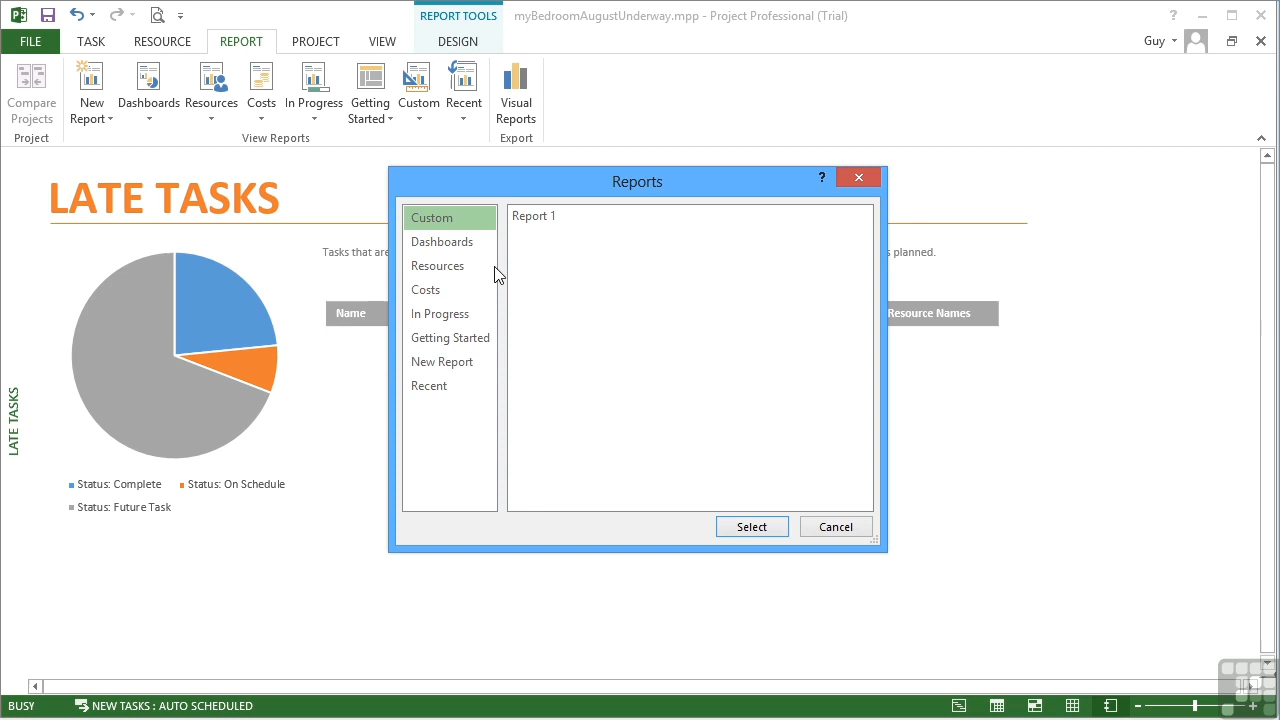 REPORT TOOLS
myBedroomAugustUnderway.mpp - Project Professional (Trial)
?
FILE
TASK
RESOURCE
REPORT
PROJECT
VIEW
DESIGN
Guy
Compare
Projects
New
Report
Dashboards
Resources
Costs
In Progress
Getting
Started
Custom
Recent
Visual
Reports
Project
View Reports
Export
LATE TASKS
Reports
?
Custom
Dashboards
Resources
Costs
In Progress
Getting Started
New Report
Recent
Report 1
Select
Cancel
Tasks that are
s planned.
Name
Resource Names
LATE TASKS
Status: Complete
Status: On Schedule
Status: Future Task
BUSY
NEW TASKS : AUTO SCHEDULED